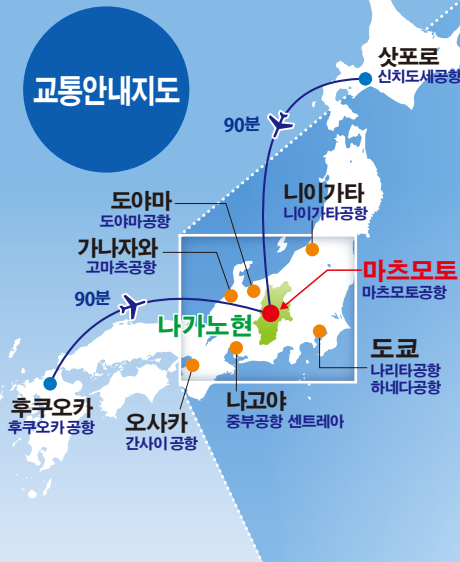 교통안내지도
삿포로
신치도세공항
90분
도야마
도야마공항
니이가타
니이가타공항
가나자와
고마츠공항
마츠모토
마츠모토공항
90분
나가노현
도쿄
나리타공항
하네다공항
나고야
중부공항 센트레아
후쿠오카
후쿠오카 공항
오사카
간사이 공항